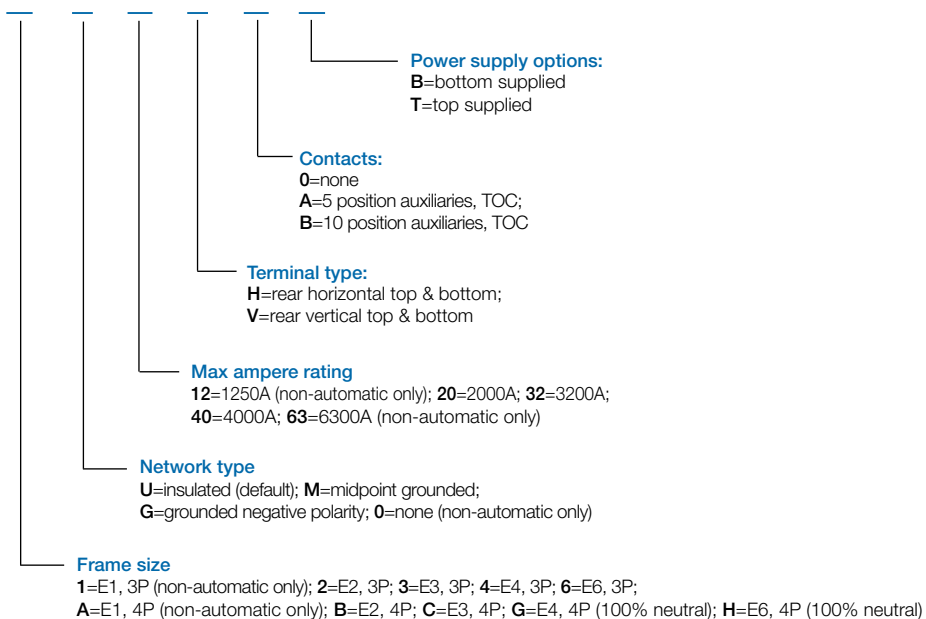 Power supply options:
B=bottom supplied
T=top supplied
Contacts:
0=none
A=5 position auxiliaries, TOC;
B=10 position auxiliaries, TOC
Terminal type:
H=rear horizontal top & bottom;
V=rear vertical top & bottom
Max ampere rating
12=1250A (non-automatic only); 20=2000A; 32=3200A;
40=4000A; 63=6300A (non-automatic only)
Network type
U=insulated (default); M=midpoint grounded;
G=grounded negative polarity; 0=none (non-automatic only)
Frame size
1=E1, 3P (non-automatic only); 2=E2, 3P; 3=E3, 3P; 4=E4, 3P; 6=E6, 3P;
A=E1, 4P (non-automatic only); B=E2, 4P; C=E3, 4P; G=E4, 4P (100% neutral); H=E6, 4P (100% neutral)